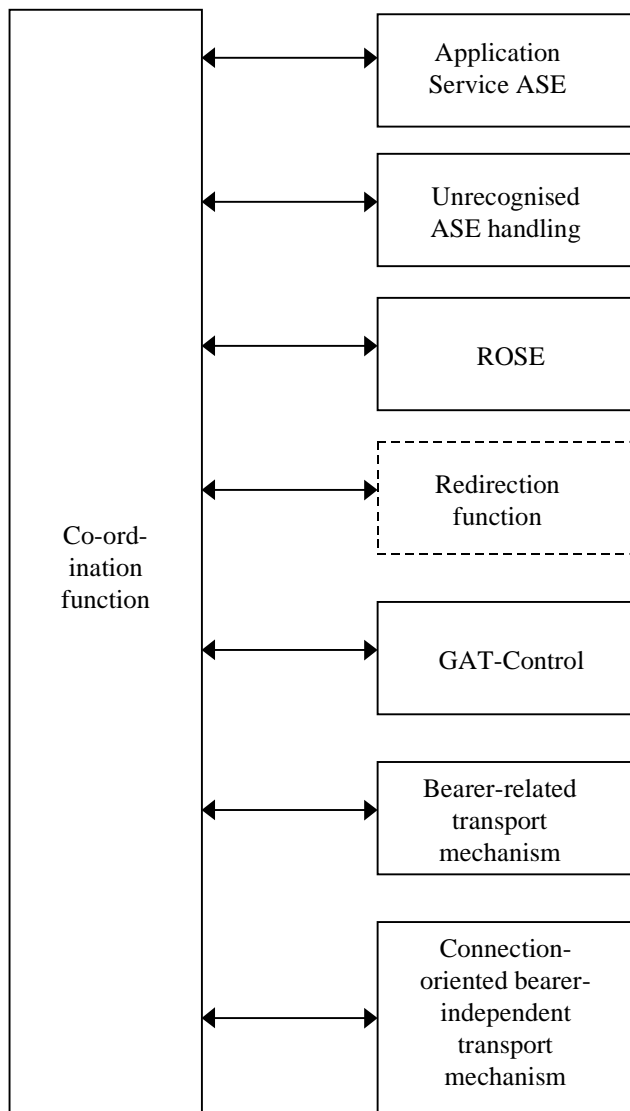 Application
Service ASE
Unrecognised
ASE handling
ROSE
Redirection
function
Co-ord-
ination
function
GAT-Control
Bearer-related
transport
mechanism
Connection-
oriented bearer-
independent
transport
mechanism